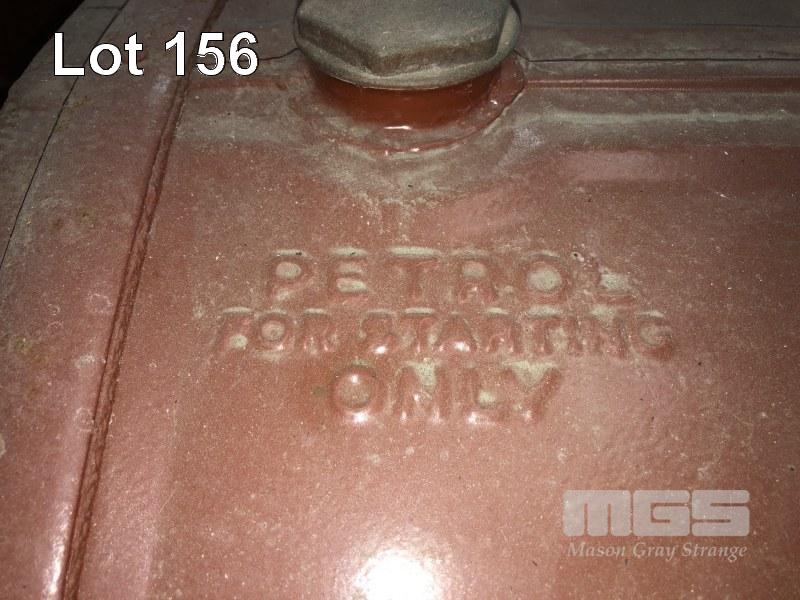 Lot 156
PETROL
FOR STARTING
ONLY
MGS
Mason Gray Strange